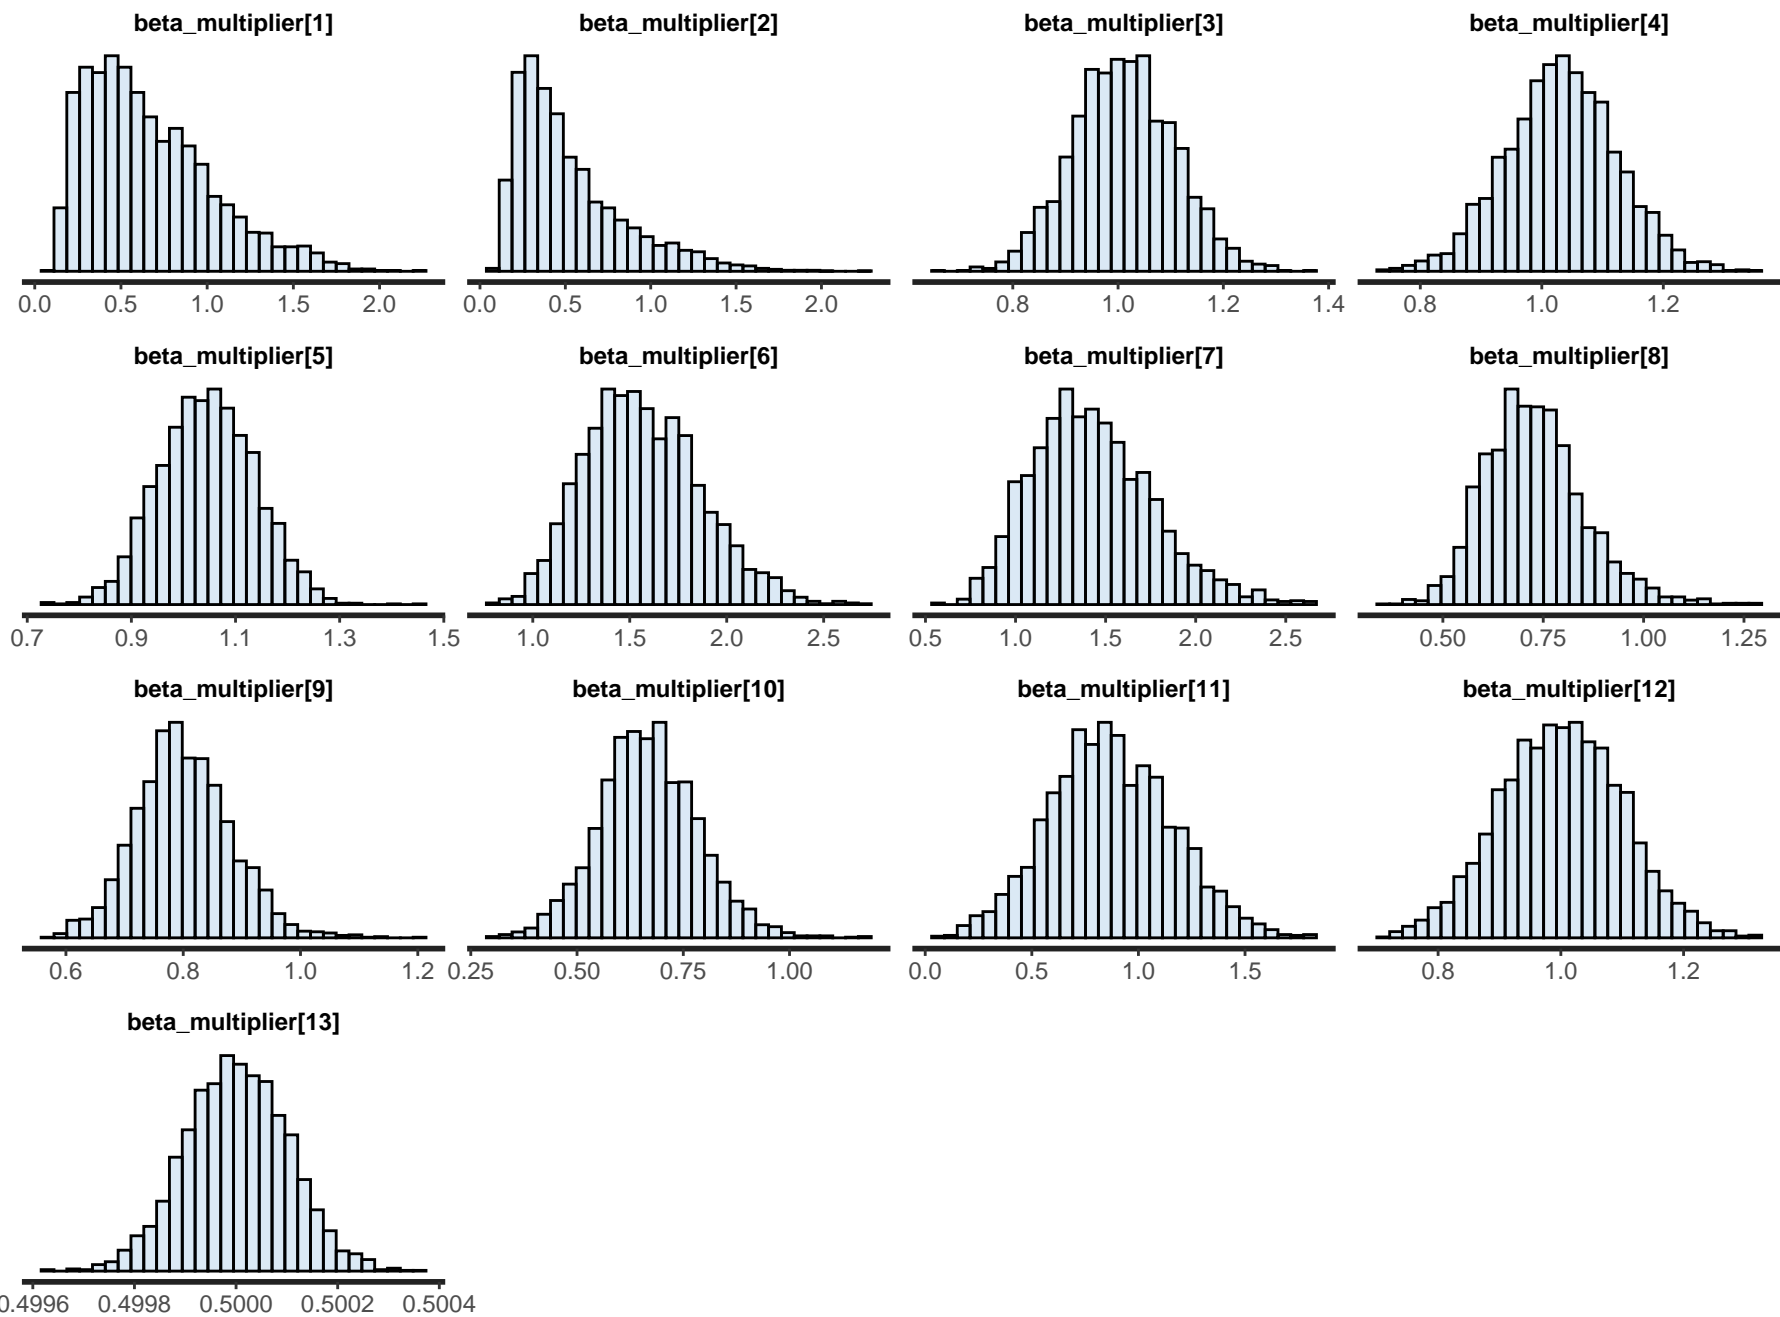 beta_multiplier[1] beta_multiplier[2] beta_multiplier[3] beta_multiplier[4]
0.0 0.5 1.0 1.5 2.0 0.0 0.5 1.0 1.5 2.0 0.8 1.0 1.2 1.4 0.8 1.0 1.2
beta_multiplier[5] beta_multiplier[6] beta_multiplier[7] beta_multiplier[8]
0.7 0.9 1.1 1.3 1.5 1.0 1.5 2.0 2.5 0.5 1.0 1.5 2.0 2.5 0.50 0.75 1.00 1.25
beta_multiplier[9] beta_multiplier[10] beta_multiplier[11] beta_multiplier[12]
0.6 0.8 1.0 1.2 0.25 0.50 0.75 1.00 0.0 0.5 1.0 1.5 0.8 1.0 1.2
beta_multiplier[13]
0.4996 0.4998 0.5000 0.5002 0.5004